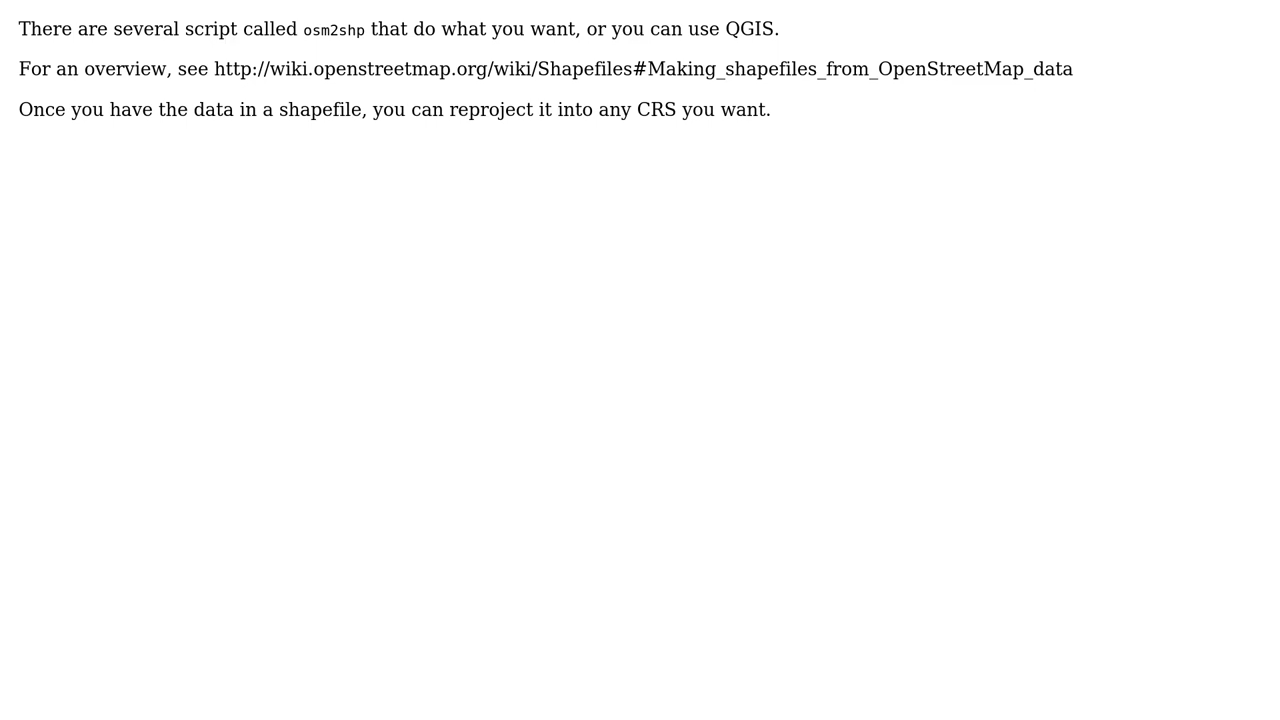 There are several script called osm2shp that do what you want, or you can use QGIS.
For an overview, see http://wiki.openstreetmap.org/wiki/Shapefiles#Making_shapefiles_from_OpenStreetMap_data
Once you have the data in a shapefile, you can reproject it into any CRS you want.